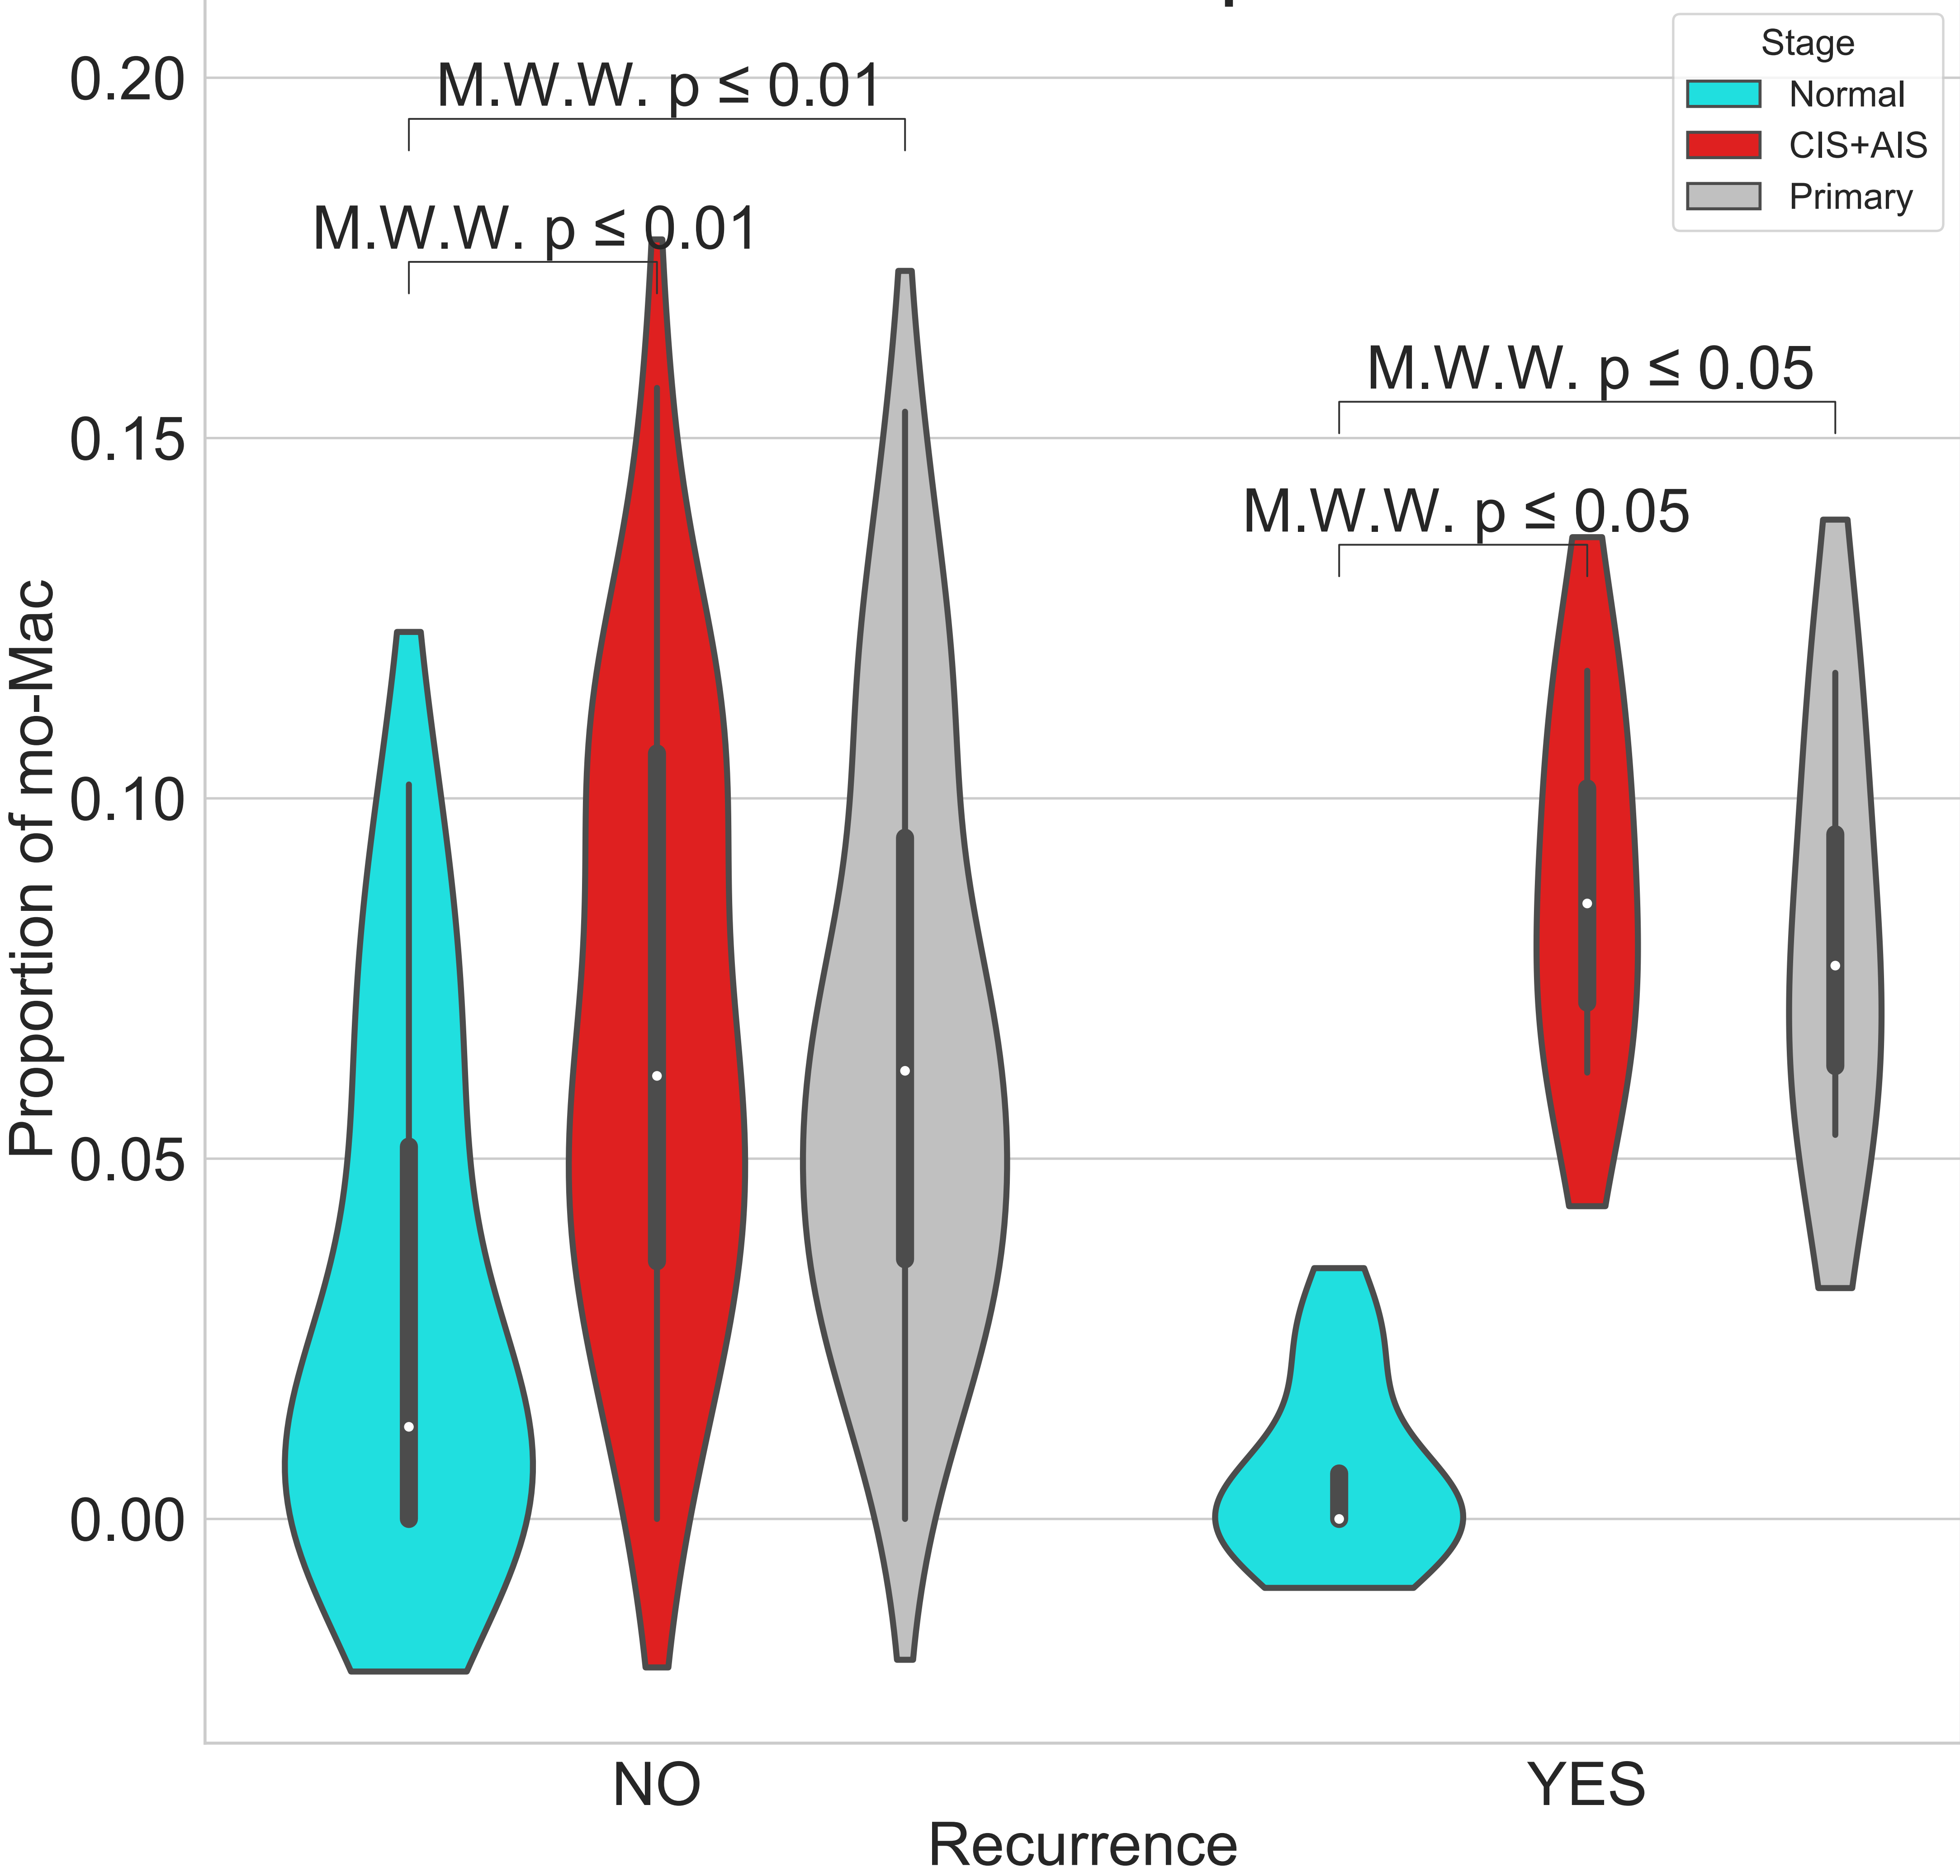 Stage
Normal
CIS+AIS
Primary
M.W.W. p ≤ 0.01
M.W.W. p ≤ 0.01
M.W.W. p ≤ 0.05
M.W.W. p ≤ 0.05
Proportion of mo-Mac
0.20
0.15
0.10
0.05
0.00
NO
YES
Recurrence